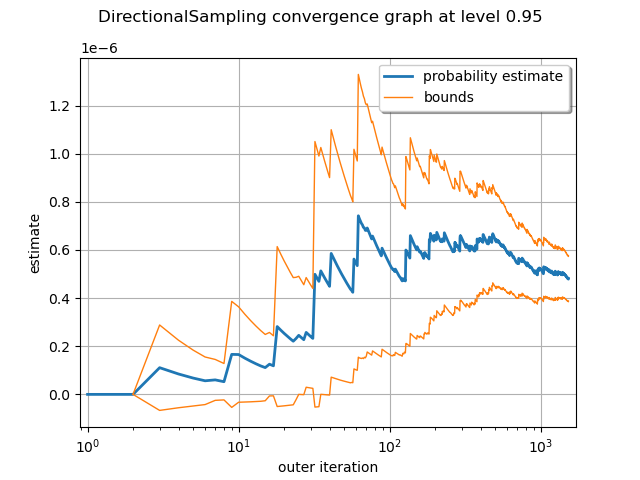 DirectionalSampling convergence graph at level 0.95
1e−6
probability estimate
bounds
1.2
1.0
0.8
0.6
0.4
0.2
0.0
estimate
10⁰ 10¹ 10² 10³
outer iteration